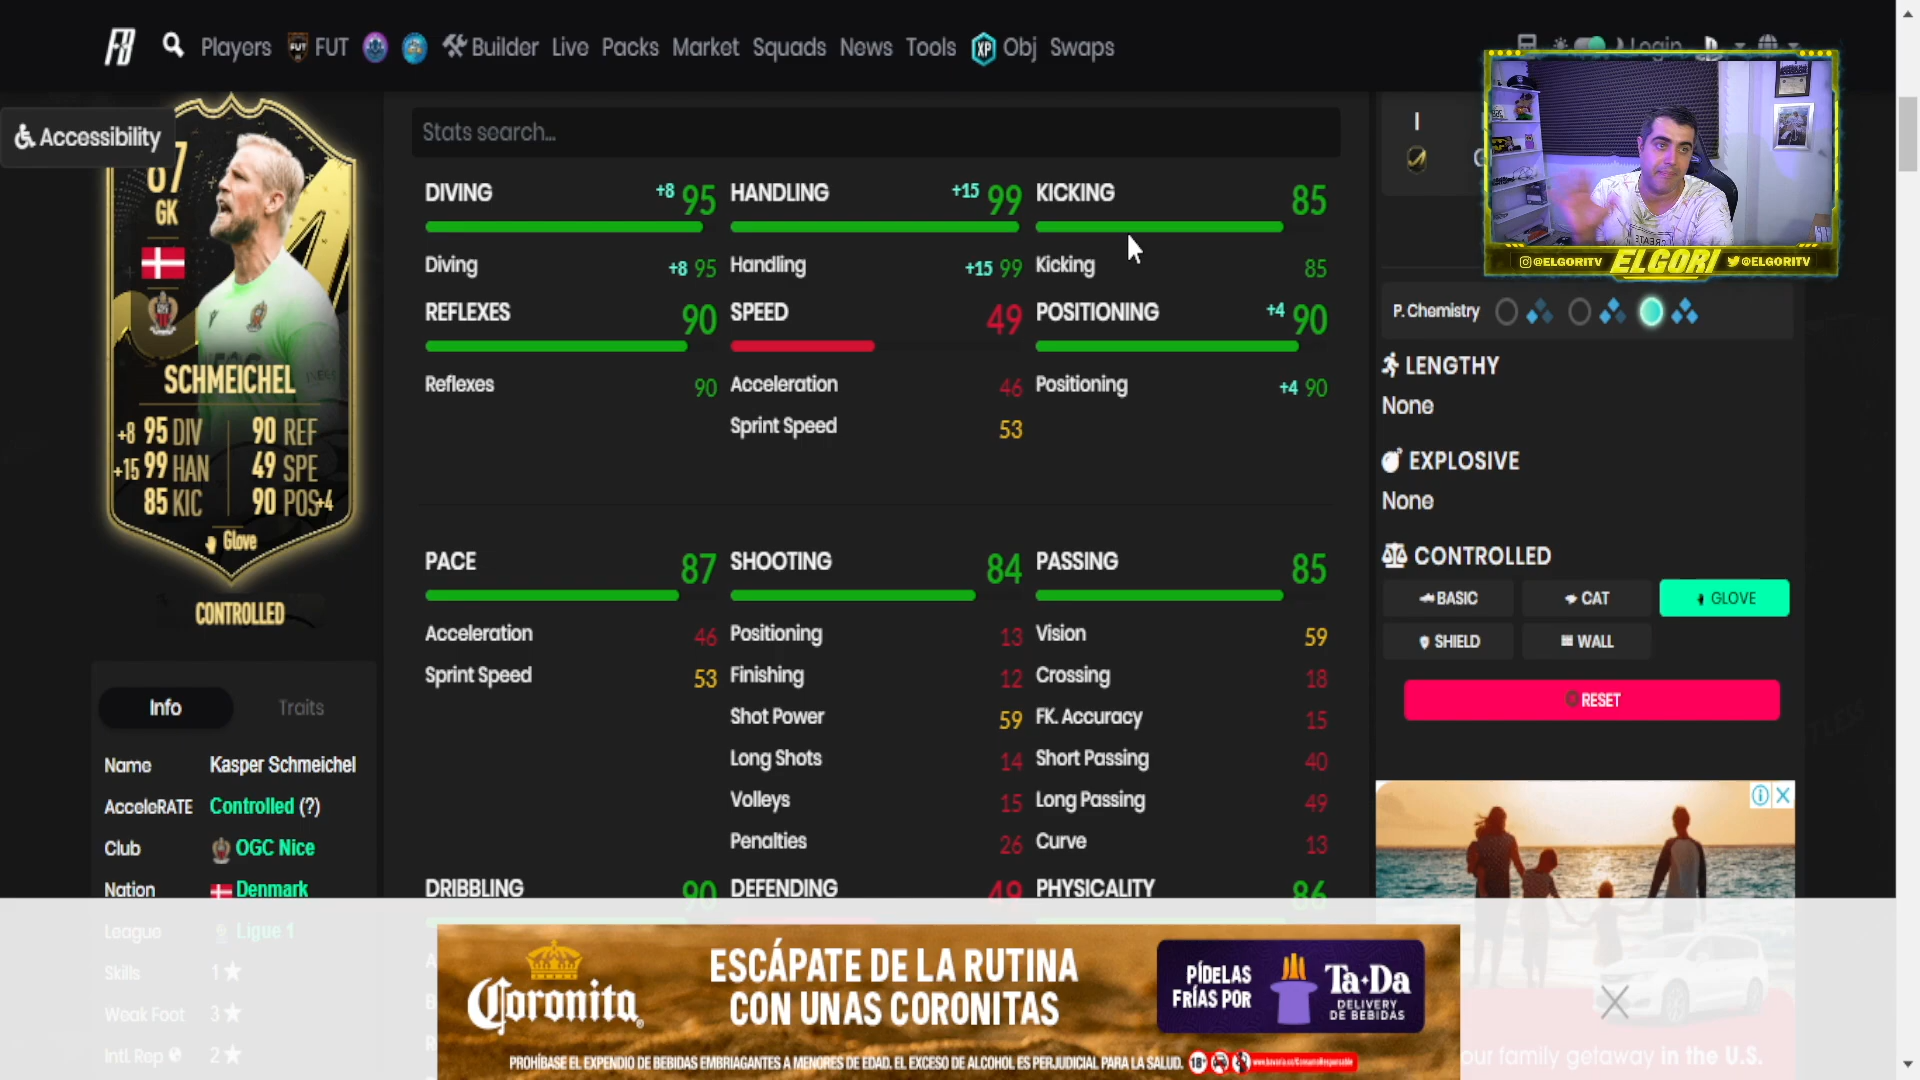 Players FUT Builder Live Packs Market Squads News Tools XP Obj Swaps Login
Accessibility
GK
SCHMEICHEL
+8 95 DIV 90 REF
+15 99 HAN 49 SPE
85 KIC 90 POS+4
Glove
CONTROLLED
Info Traits
Name Kasper Schmeichel
AcceleRATE Controlled (?)
Club OGC Nice
Nation Denmark
League Ligue 1
Skills 1★
Weak Foot 3★
Intl. Rep 2★
Stats search...
DIVING +8 95 HANDLING +15 99 KICKING 85
Diving +8 95 Handling +15 99 Kicking 85
REFLEXES 90 SPEED 49 POSITIONING +4 90
Reflexes 90 Acceleration 46 Positioning +4 90
Sprint Speed 53
PACE 87 SHOOTING 84 PASSING 85
Acceleration 46 Positioning 13 Vision 59
Sprint Speed 53 Finishing 12 Crossing 18
Shot Power 59 FK. Accuracy 15
Long Shots 14 Short Passing 40
Volleys 15 Long Passing 49
Penalties 26 Curve 13
DRIBBLING 90 DEFENDING 49 PHYSICALITY 86
@ELGORITV ELGORI @ELGORITV
P. Chemistry
LENGTHY
None
EXPLOSIVE
None
CONTROLLED
BASIC CAT GLOVE
SHIELD WALL
RESET
Coronita
ESCÁPATE DE LA RUTINA
CON UNAS CORONITAS
PÍDELAS
FRÍAS POR
Ta·Da
DELIVERY
DE BEBIDAS
PROHÍBASE EL EXPENDIO DE BEBIDAS EMBRIAGANTES A MENORES DE EDAD. EL EXCESO DE ALCOHOL ES PERJUDICIAL PARA LA SALUD.
our family getaway in the U.S.